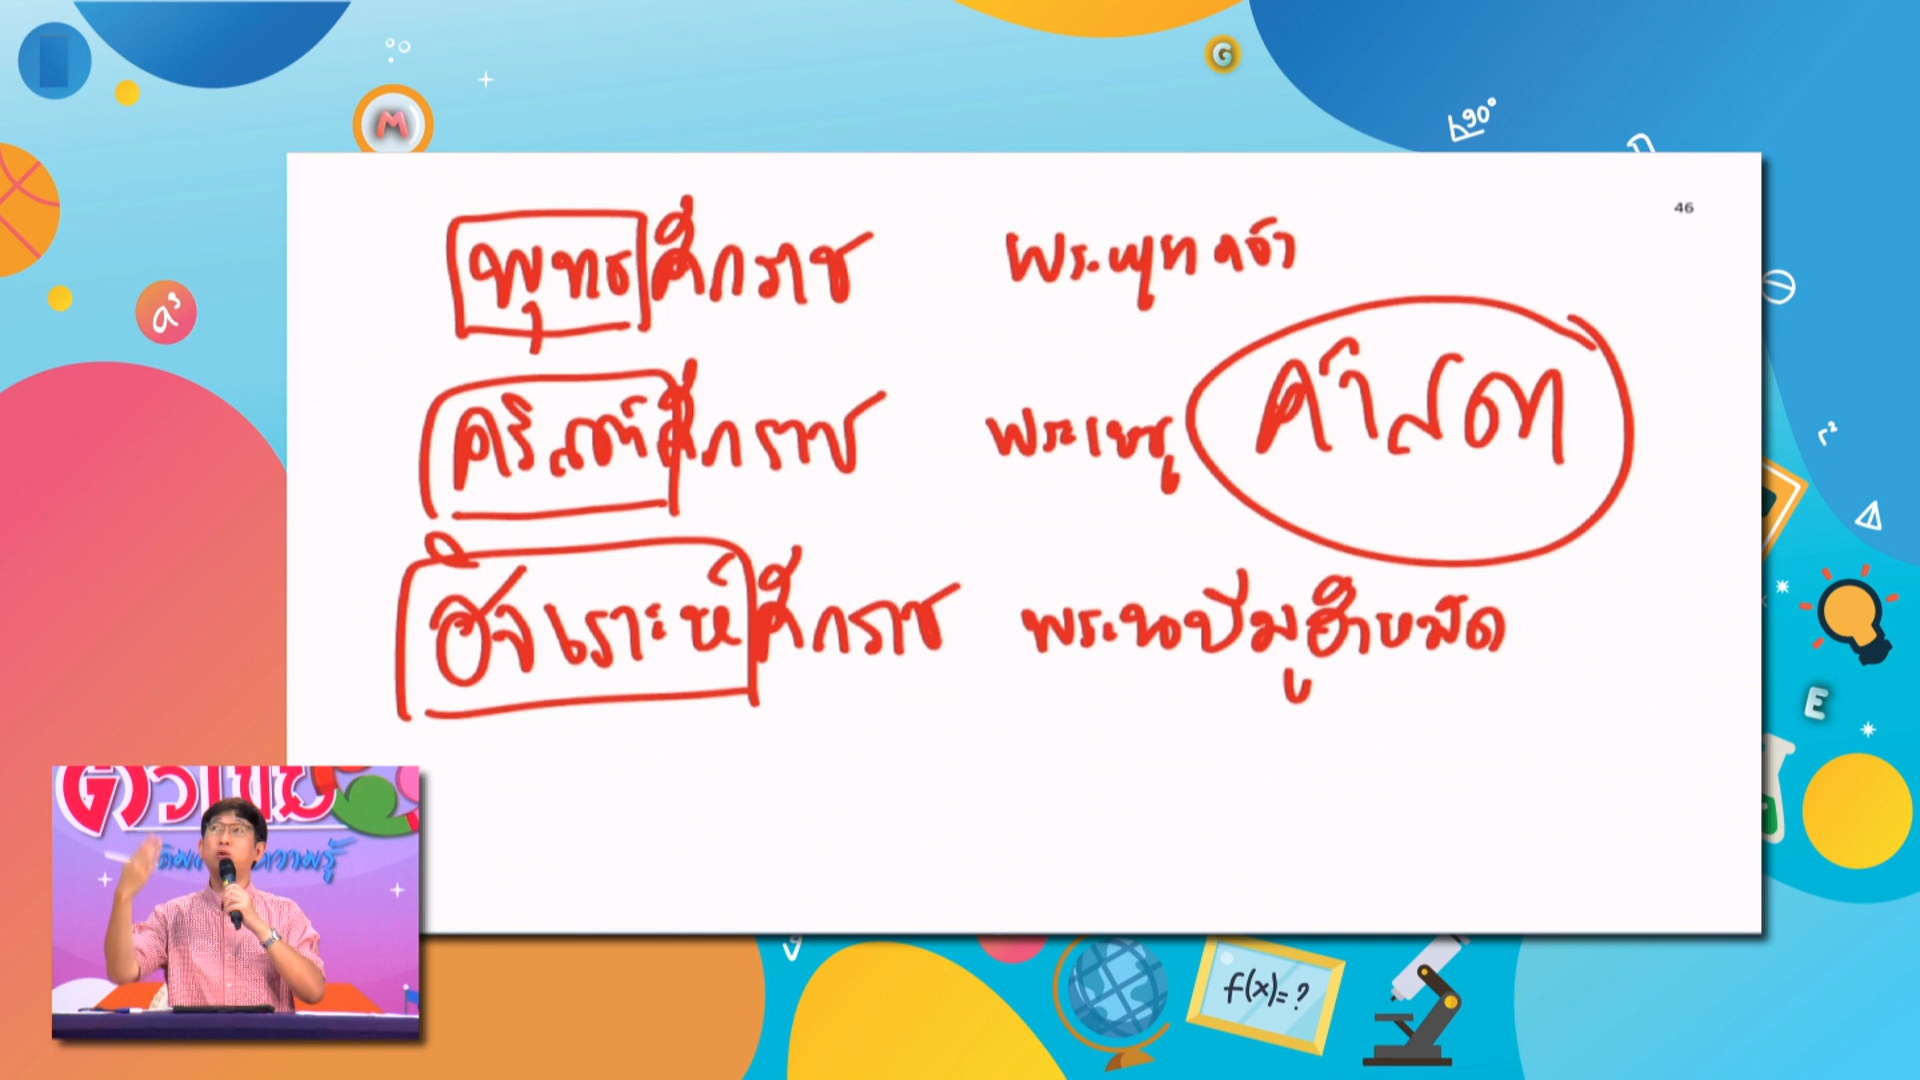 M
G
90°
46
พุทธศักราช พระพุทธเจ้า
a³
คริสต์ศักราช พระเยซู ศาสดา
r²
ฮิจเราะห์ศักราช พระนบีมูฮัมหมัด
E
f(x)=?